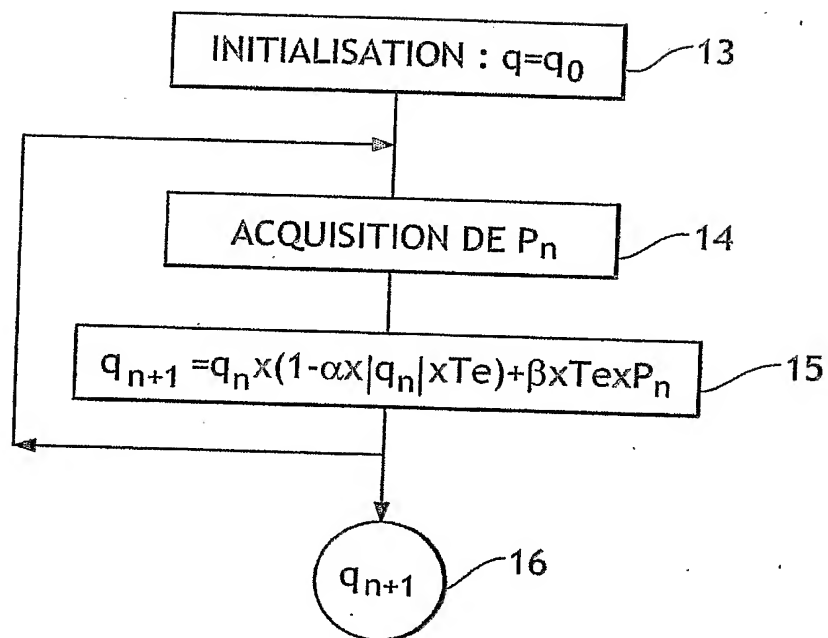 INITIALISATION : q=q₀ 13
ACQUISITION DE Pₙ 14
qₙ₊₁ =qₙx(1-αx|qₙ|xTe)+βxTexPₙ 15
qₙ₊₁ 16